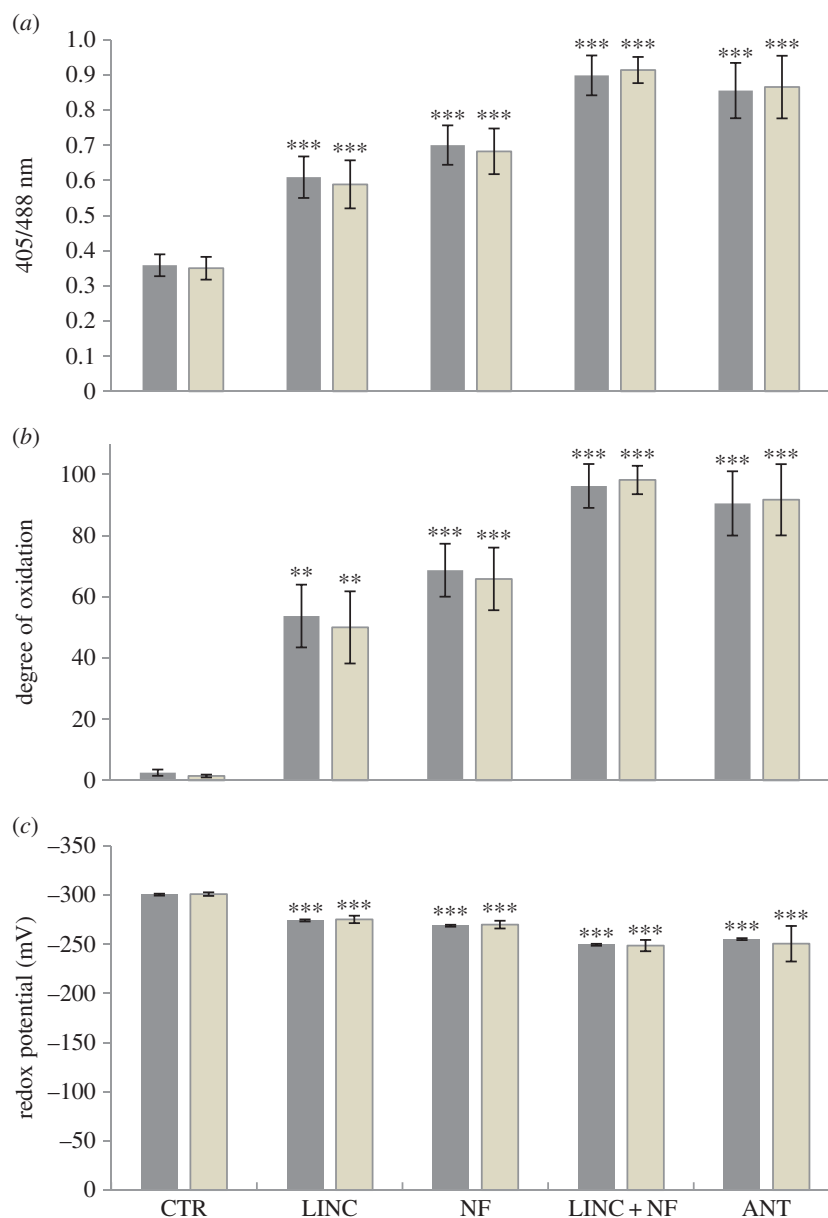 (a)
1.0
0.9
0.8
0.7
0.6
0.5
0.4
0.3
0.2
0.1
0
405/488 nm
*** *** *** *** *** *** *** ***
(b)
100
80
60
40
20
0
degree of oxidation
** ** *** *** *** *** *** ***
(c)
–350
–300
–250
–200
–150
–100
–50
0
redox potential (mV)
*** *** *** *** *** *** *** ***
CTR LINC NF LINC + NF ANT